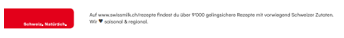 Schweiz. Natürlich.
Auf www.swissmilk.ch/rezepte findest du über 9'000 gelingsichere Rezepte mit vorwiegend Schweizer Zutaten.
Wir ♥ saisonal & regional.